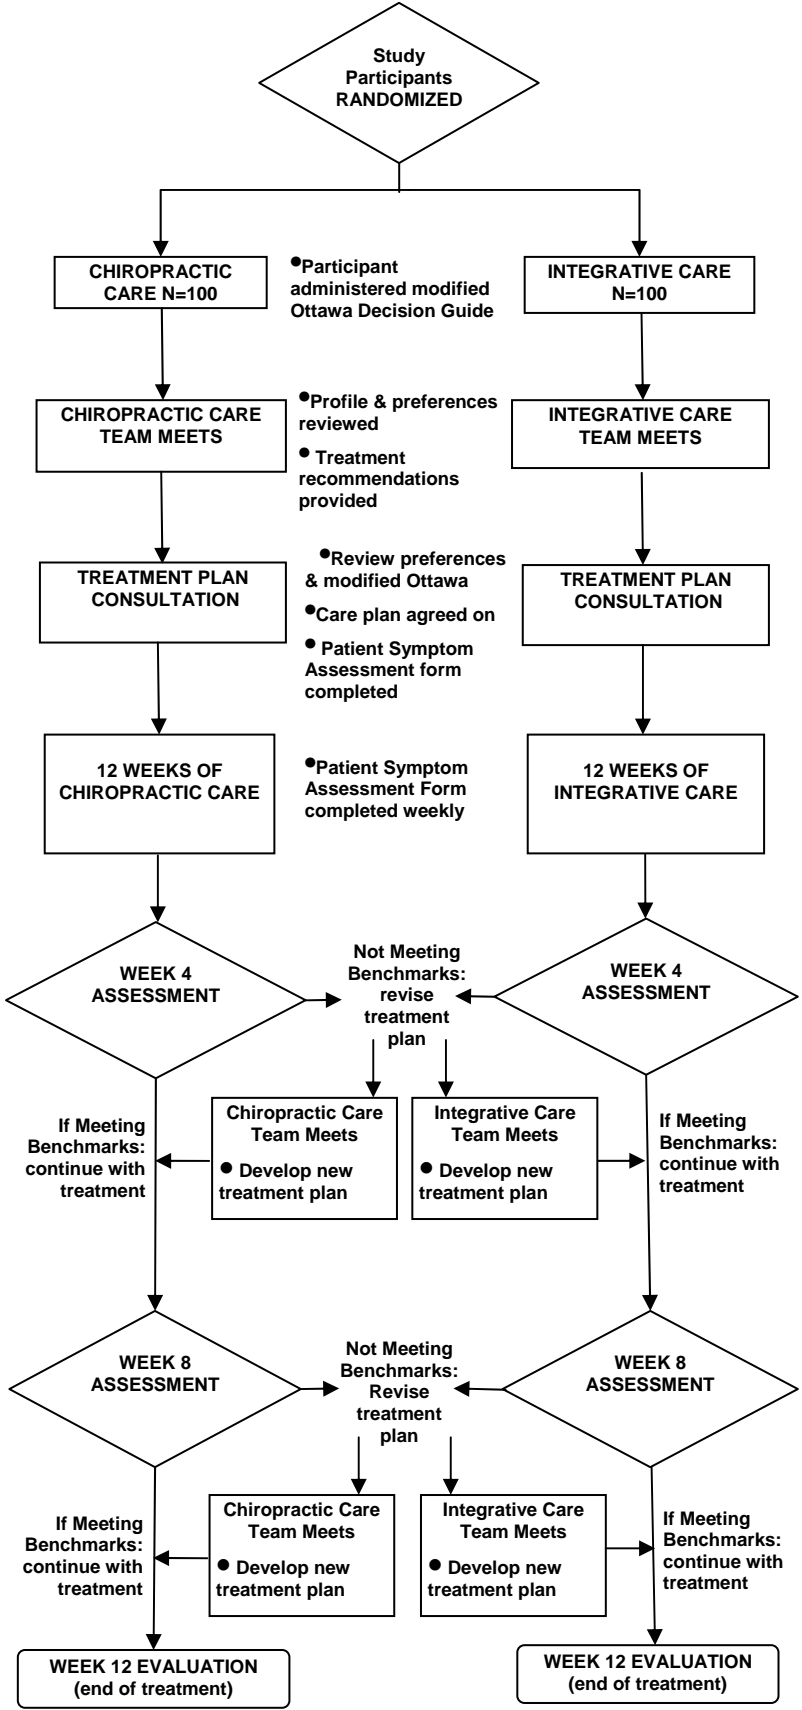 Study
Participants
RANDOMIZED
CHIROPRACTIC
CARE N=100
●Participant
administered modified
Ottawa Decision Guide
INTEGRATIVE CARE
N=100
CHIROPRACTIC CARE
TEAM MEETS
●Profile & preferences
reviewed
● Treatment
recommendations
provided
INTEGRATIVE CARE
TEAM MEETS
TREATMENT PLAN
CONSULTATION
●Review preferences
& modified Ottawa
●Care plan agreed on
● Patient Symptom
Assessment form
completed
TREATMENT PLAN
CONSULTATION
12 WEEKS OF
CHIROPRACTIC CARE
●Patient Symptom
Assessment Form
completed weekly
12 WEEKS OF
INTEGRATIVE CARE
WEEK 4
ASSESSMENT
Not Meeting
Benchmarks:
revise
treatment
plan
WEEK 4
ASSESSMENT
If Meeting
Benchmarks:
continue with
treatment
Chiropractic Care
Team Meets
● Develop new
treatment plan
Integrative Care
Team Meets
● Develop new
treatment plan
If Meeting
Benchmarks:
continue with
treatment
WEEK 8
ASSESSMENT
Not Meeting
Benchmarks:
Revise
treatment
plan
WEEK 8
ASSESSMENT
If Meeting
Benchmarks:
continue with
treatment
Chiropractic Care
Team Meets
● Develop new
treatment plan
Integrative Care
Team Meets
● Develop new
treatment plan
If Meeting
Benchmarks:
continue with
treatment
WEEK 12 EVALUATION
(end of treatment)
WEEK 12 EVALUATION
(end of treatment)